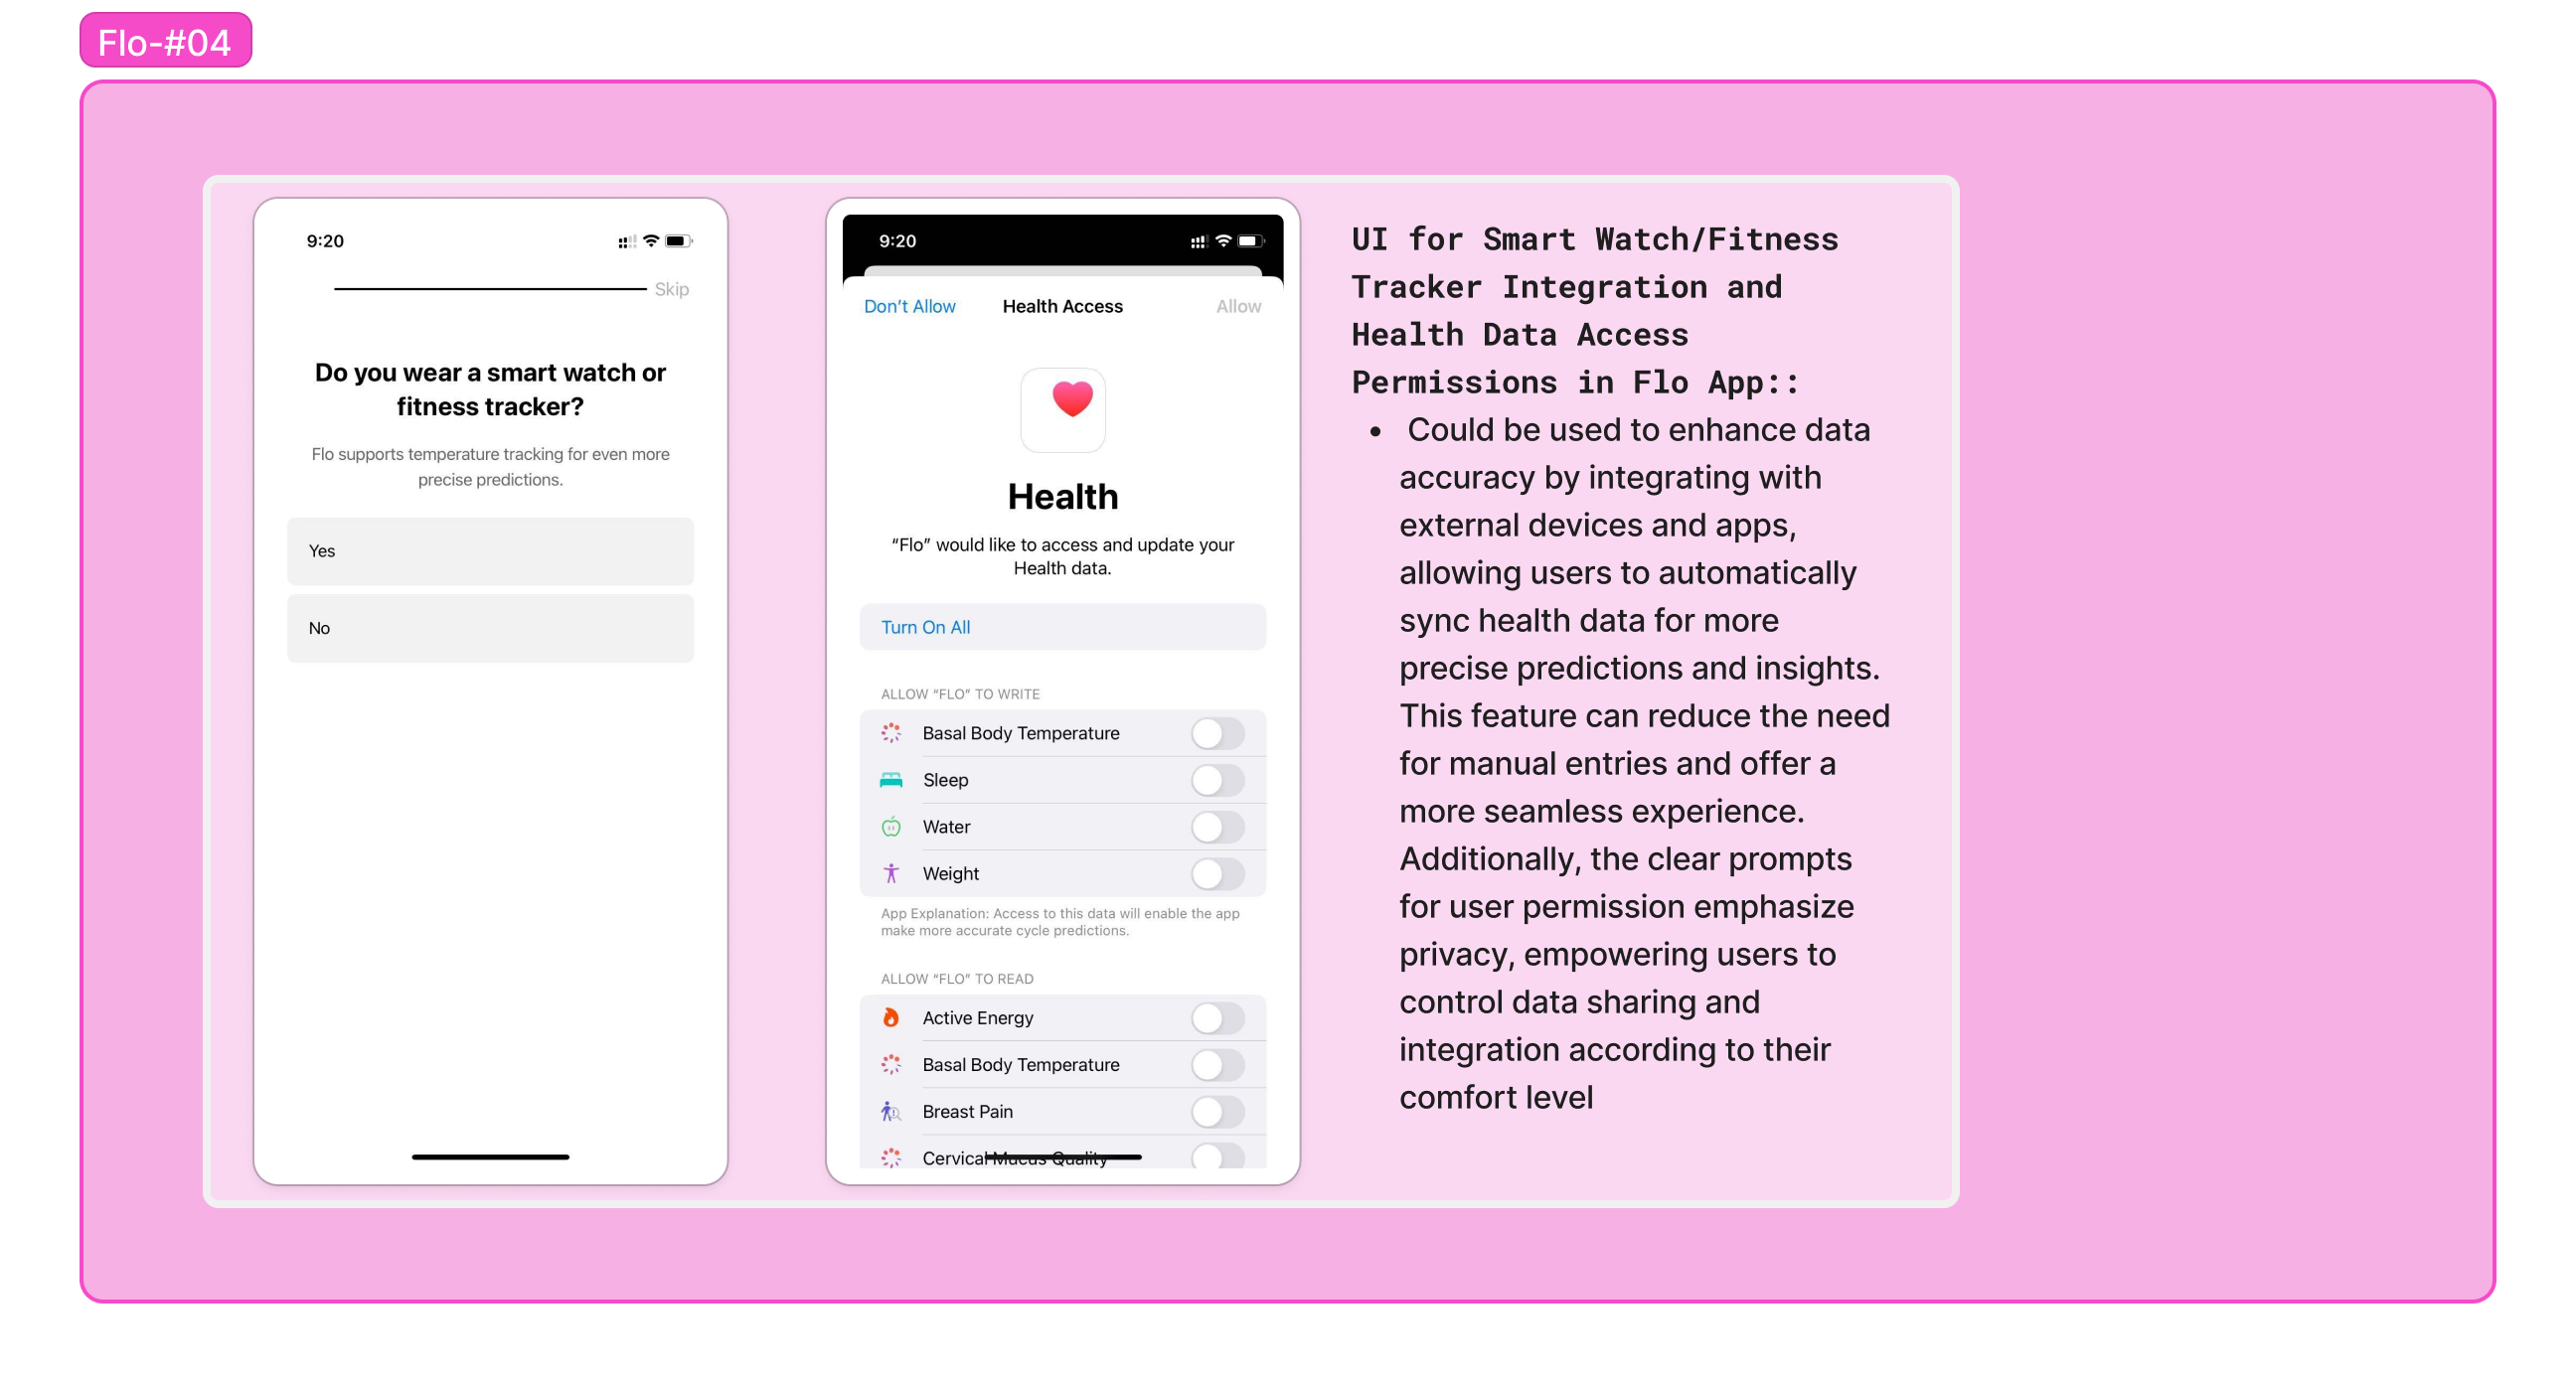 Flo-#04
9:20
Skip
Do you wear a smart watch or
fitness tracker?
Flo supports temperature tracking for even more
precise predictions.
Yes
No
9:20
Don’t Allow
Health Access
Allow
Health
“Flo” would like to access and update your
Health data.
Turn On All
ALLOW “FLO” TO WRITE
Basal Body Temperature
Sleep
Water
Weight
App Explanation: Access to this data will enable the app
make more accurate cycle predictions.
ALLOW “FLO” TO READ
Active Energy
Basal Body Temperature
Breast Pain
Cervical Mucus Quality
UI for Smart Watch/Fitness
Tracker Integration and
Health Data Access
Permissions in Flo App::
• Could be used to enhance data
accuracy by integrating with
external devices and apps,
allowing users to automatically
sync health data for more
precise predictions and insights.
This feature can reduce the need
for manual entries and offer a
more seamless experience.
Additionally, the clear prompts
for user permission emphasize
privacy, empowering users to
control data sharing and
integration according to their
comfort level